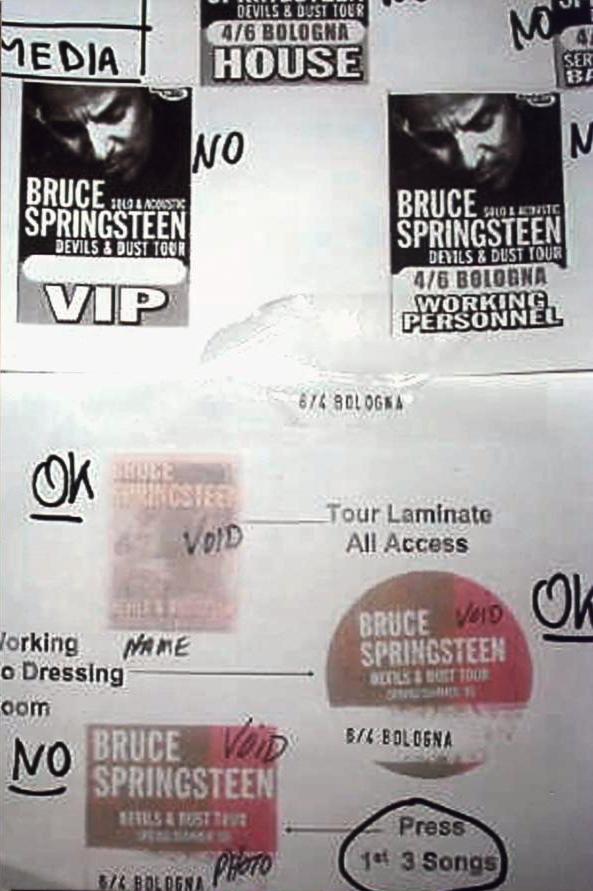 DEVILS & DUST TOUR
4/6 BOLOGNA
HOUSE
NO
MEDIA
NO
BRUCE SOLO & ACOUSTIC
SPRINGSTEEN
DEVILS & DUST TOUR
VIP
BRUCE SOLO & ACOUSTIC
SPRINGSTEEN
DEVILS & DUST TOUR
4/6 BOLOGNA
WORKING
PERSONNEL
6/4 BOLOGNA
OK
BRUCE
SPRINGSTEEN
VOID
NAME
Tour Laminate
All Access
OK
BRUCE VOID
SPRINGSTEEN
DEVILS & DUST TOUR
6/4 BOLOGNA
orking
o Dressing
oom
NO
BRUCE VOID
SPRINGSTEEN
DEVILS & DUST TOUR
6/4 BOLOGNA PHOTO
Press
1st 3 Songs